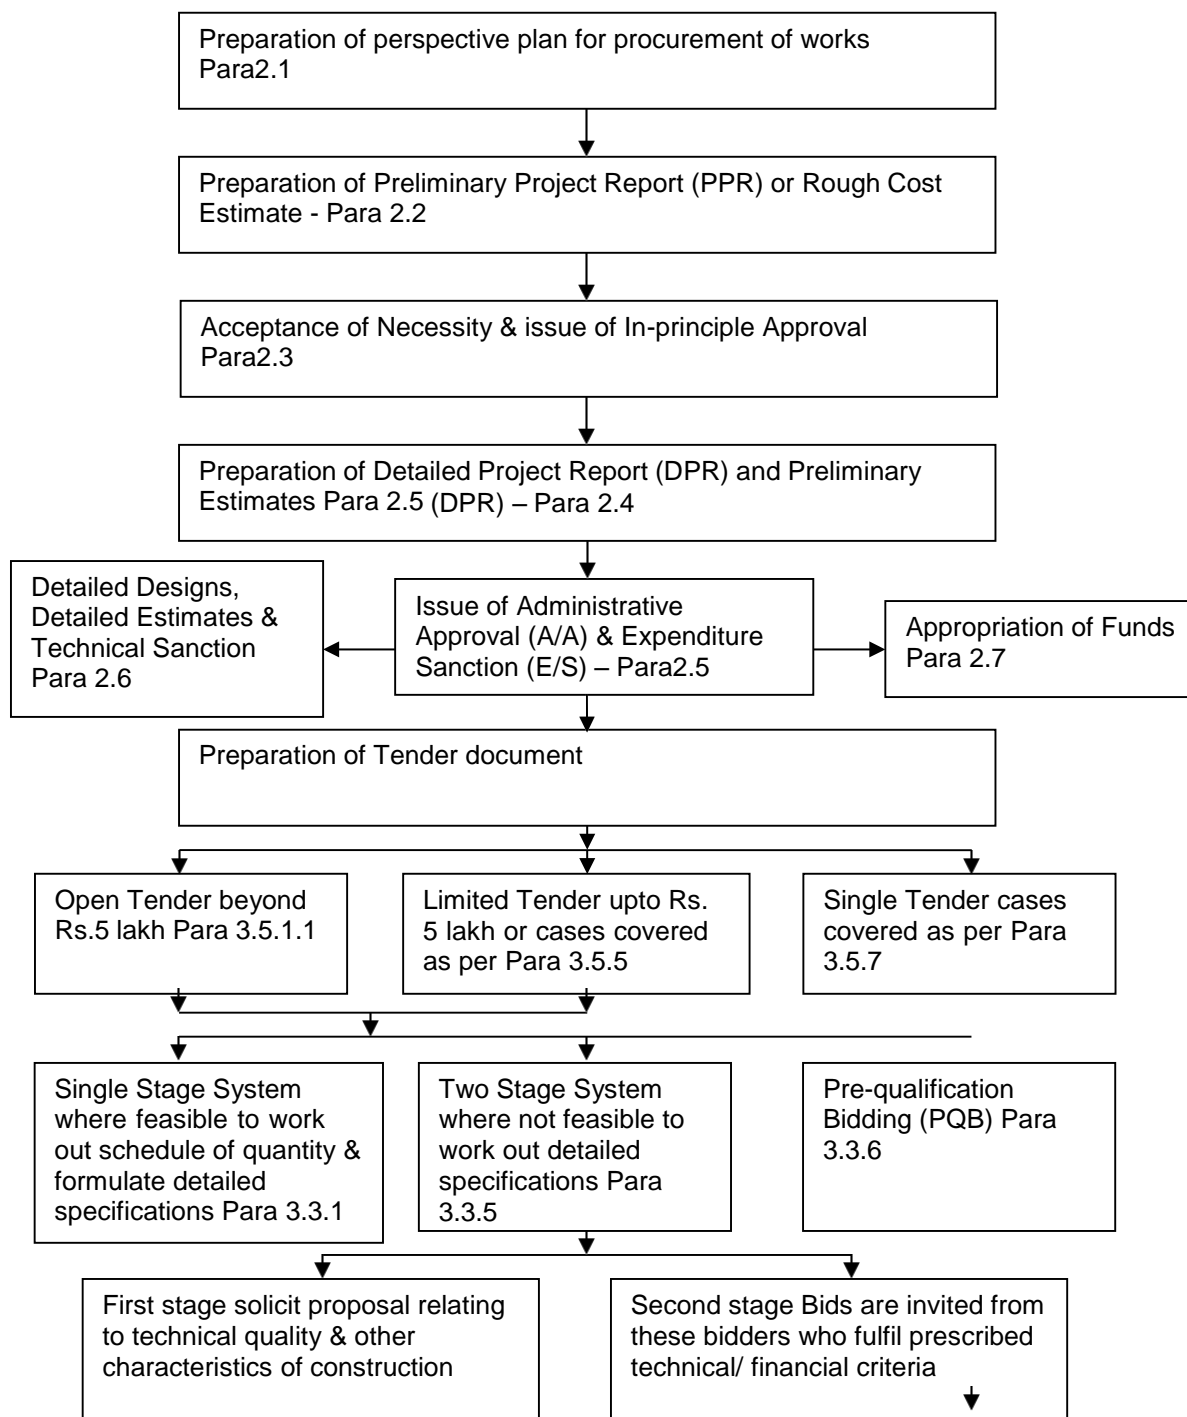 Preparation of perspective plan for procurement of works
Para2.1
Preparation of Preliminary Project Report (PPR) or Rough Cost
Estimate - Para 2.2
Acceptance of Necessity & issue of In-principle Approval
Para2.3
Preparation of Detailed Project Report (DPR) and Preliminary
Estimates Para 2.5 (DPR) – Para 2.4
Detailed Designs,
Detailed Estimates &
Technical Sanction
Para 2.6
Issue of Administrative
Approval (A/A) & Expenditure
Sanction (E/S) – Para2.5
Appropriation of Funds
Para 2.7
Preparation of Tender document
Open Tender beyond
Rs.5 lakh Para 3.5.1.1
Limited Tender upto Rs.
5 lakh or cases covered
as per Para 3.5.5
Single Tender cases
covered as per Para
3.5.7
Single Stage System
where feasible to work
out schedule of quantity &
formulate detailed
specifications Para 3.3.1
Two Stage System
where not feasible to
work out detailed
specifications Para
3.3.5
Pre-qualification
Bidding (PQB) Para
3.3.6
First stage solicit proposal relating
to technical quality & other
characteristics of construction
Second stage Bids are invited from
these bidders who fulfil prescribed
technical/ financial criteria